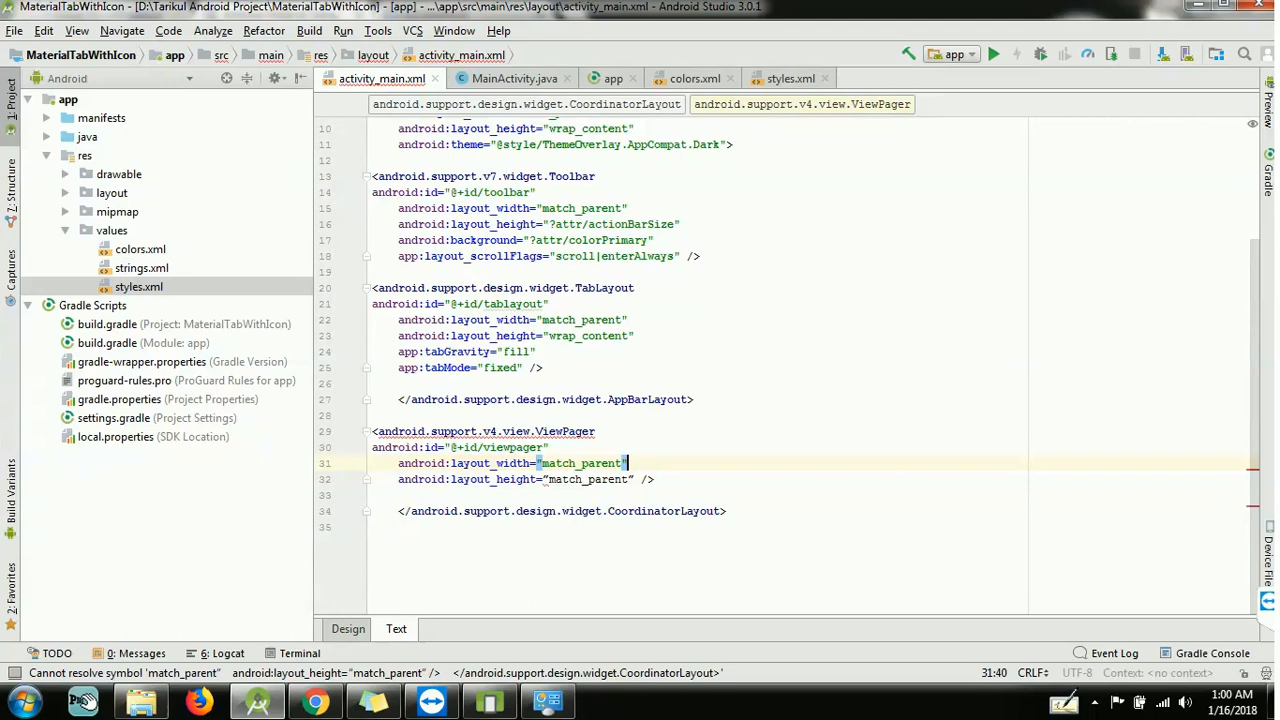 MaterialTabWithIcon - [D:\Tarikul Android Project\MaterialTabWithIcon] - [app] - ...\app\src\main\res\layout\activity_main.xml - Android Studio 3.0.1
File Edit View Navigate Code Analyze Refactor Build Run Tools VCS Window Help
MaterialTabWithIcon app src main res layout activity_main.xml app
Android activity_main.xml MainActivity.java app colors.xml styles.xml
android.support.design.widget.CoordinatorLayout android.support.v4.view.ViewPager
1: Project
Z: Structure
Captures
Build Variants
2: Favorites
app
manifests
java
res
drawable
layout
mipmap
values
colors.xml
strings.xml
styles.xml
Gradle Scripts
build.gradle (Project: MaterialTabWithIcon)
build.gradle (Module: app)
gradle-wrapper.properties (Gradle Version)
proguard-rules.pro (ProGuard Rules for app)
gradle.properties (Project Properties)
settings.gradle (Project Settings)
local.properties (SDK Location)
10 android:layout_height="wrap_content"
11 android:theme="@style/ThemeOverlay.AppCompat.Dark">
12
13 <android.support.v7.widget.Toolbar
14 android:id="@+id/toolbar"
15 android:layout_width="match_parent"
16 android:layout_height="?attr/actionBarSize"
17 android:background="?attr/colorPrimary"
18 app:layout_scrollFlags="scroll|enterAlways" />
19
20 <android.support.design.widget.TabLayout
21 android:id="@+id/tablayout"
22 android:layout_width="match_parent"
23 android:layout_height="wrap_content"
24 app:tabGravity="fill"
25 app:tabMode="fixed" />
26
27 </android.support.design.widget.AppBarLayout>
28
29 <android.support.v4.view.ViewPager
30 android:id="@+id/viewpager"
31 android:layout_width="match_parent"
32 android:layout_height=“match_parent” />
33
34 </android.support.design.widget.CoordinatorLayout>
35
Preview
Gradle
Device File
Design Text
TODO 0: Messages 6: Logcat Terminal Event Log Gradle Console
Cannot resolve symbol 'match_parent" android:layout_height=“match_parent” /> </android.support.design.widget.CoordinatorLayout>' 31:40 CRLF÷ UTF-8 Context: <no context>
1:00 AM
1/16/2018